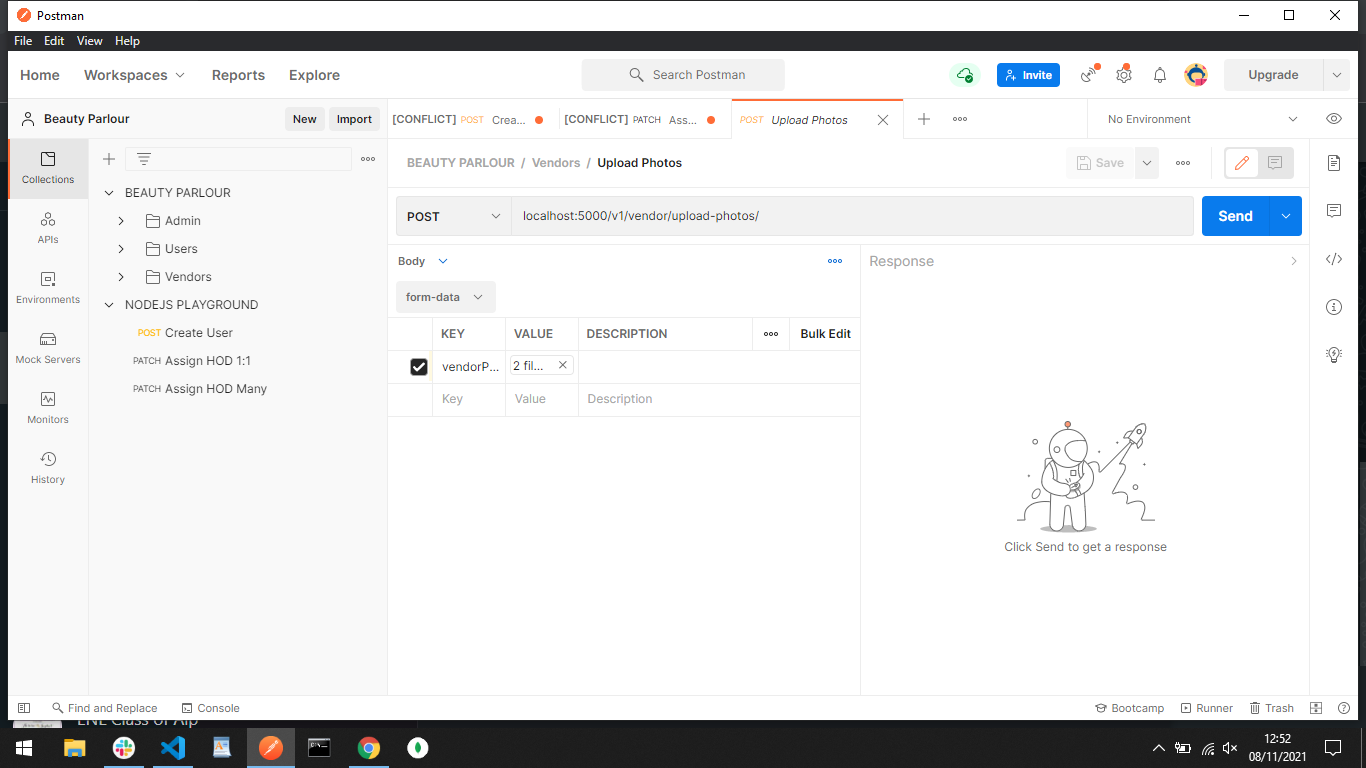 Postman
File Edit View Help
Home Workspaces Reports Explore Search Postman Invite Upgrade
Beauty Parlour New Import [CONFLICT] POST Crea... [CONFLICT] PATCH Ass... POST Upload Photos No Environment
Collections
APIs
Environments
Mock Servers
Monitors
History
BEAUTY PARLOUR
Admin
Users
Vendors
NODEJS PLAYGROUND
POST Create User
PATCH Assign HOD 1:1
PATCH Assign HOD Many
BEAUTY PARLOUR / Vendors / Upload Photos Save
POST localhost:5000/v1/vendor/upload-photos/ Send
Body
form-data
KEY VALUE DESCRIPTION Bulk Edit
vendorP... 2 fil...
Key Value Description
Response
Click Send to get a response
Find and Replace Console Bootcamp Runner Trash
12:52
08/11/2021